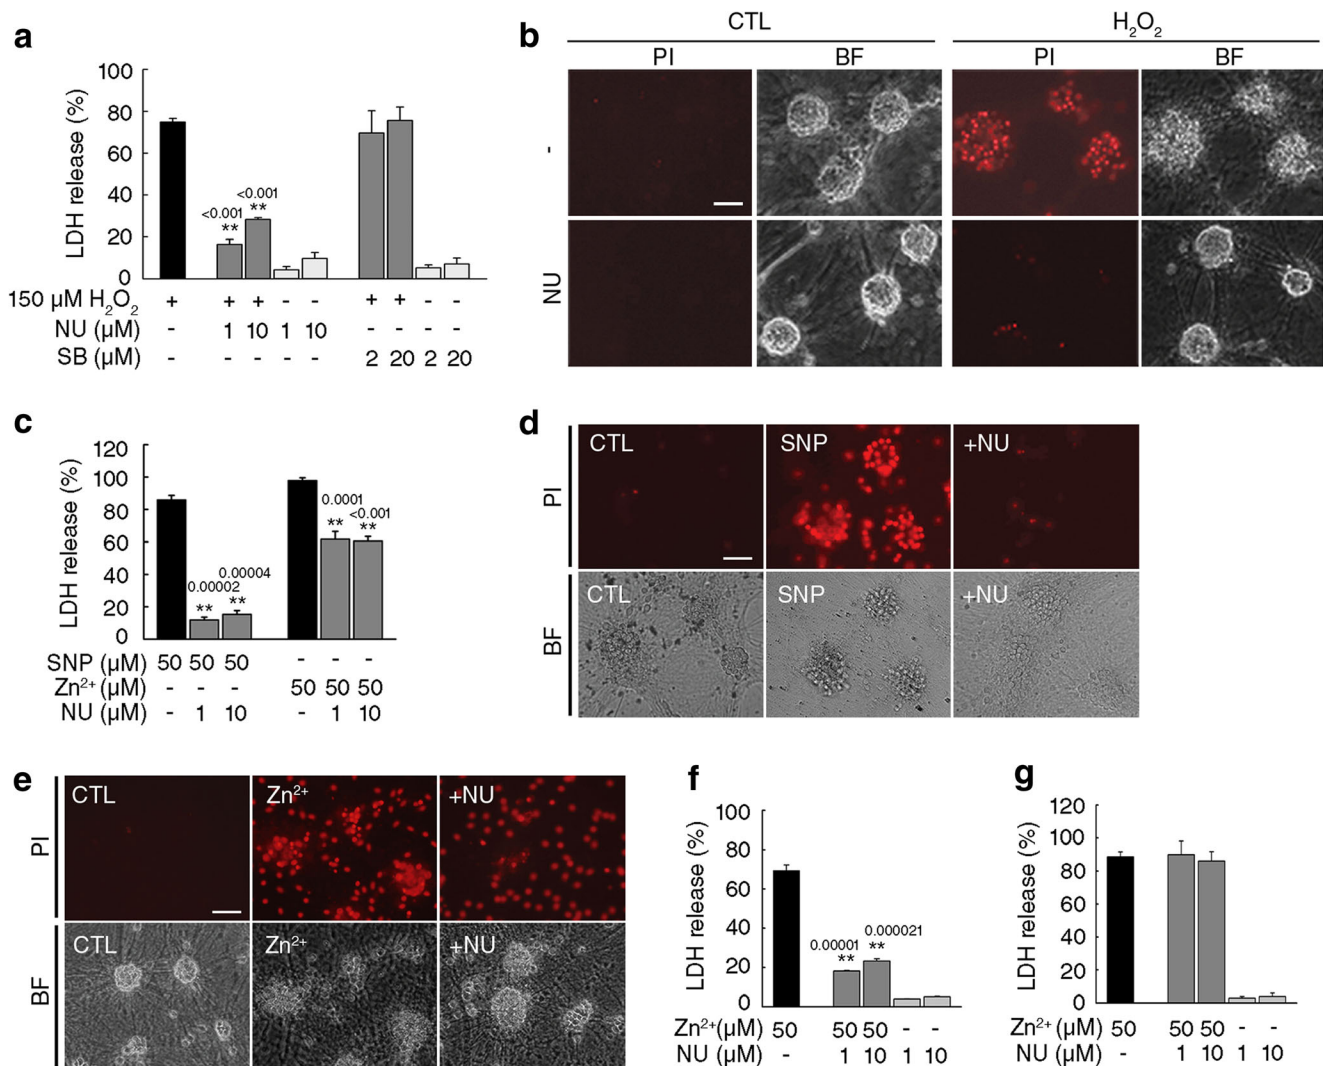 a
LDH release (%)
100
80
60
40
20
0
<0.001
**
<0.001
**
150 µM H₂O₂ + + + - - + + - -
NU (µM) - 1 10 1 10 - - - -
SB (µM) - - - - - 2 20 2 20
b
CTL H₂O₂
PI BF PI BF
-
NU
c
LDH release (%)
120
100
80
60
40
20
0
0.00002
**
0.00004
**
0.0001
**
<0.001
**
SNP (µM) 50 50 50 - - -
Zn²⁺ (µM) - - - 50 50 50
NU (µM) - 1 10 - 1 10
d
PI
CTL SNP +NU
BF
CTL SNP +NU
e
PI
CTL Zn²⁺ +NU
BF
CTL Zn²⁺ +NU
f
LDH release (%)
100
80
60
40
20
0
0.00001
**
0.000021
**
Zn²⁺(µM) 50 50 50 - -
NU (µM) - 1 10 1 10
g
LDH release (%)
120
100
80
60
40
20
0
Zn²⁺ (µM) 50 50 50 - -
NU (µM) - 1 10 1 10